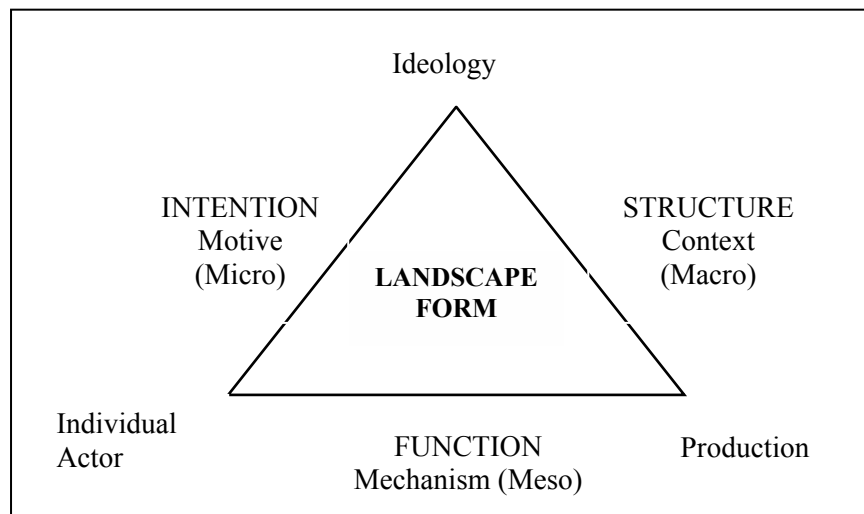 Ideology
INTENTION
Motive
(Micro)
STRUCTURE
Context
(Macro)
LANDSCAPE
FORM
Individual
Actor
FUNCTION
Mechanism (Meso)
Production